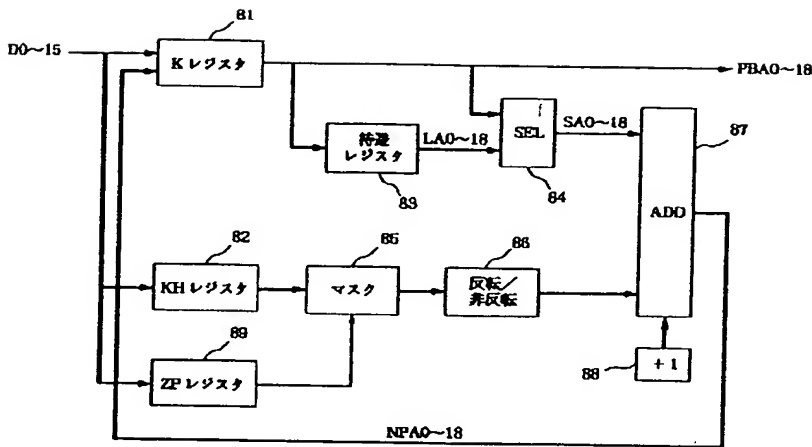 81
D0～15
Kレジスタ
PBA0～18
待避
レジスタ
83
LA0～18
SEL
84
SA0～18
87
ADD
82
KHレジスタ
85
マスク
86
反転／
非反転
89
ZPレジスタ
88
+1
NPA0～18